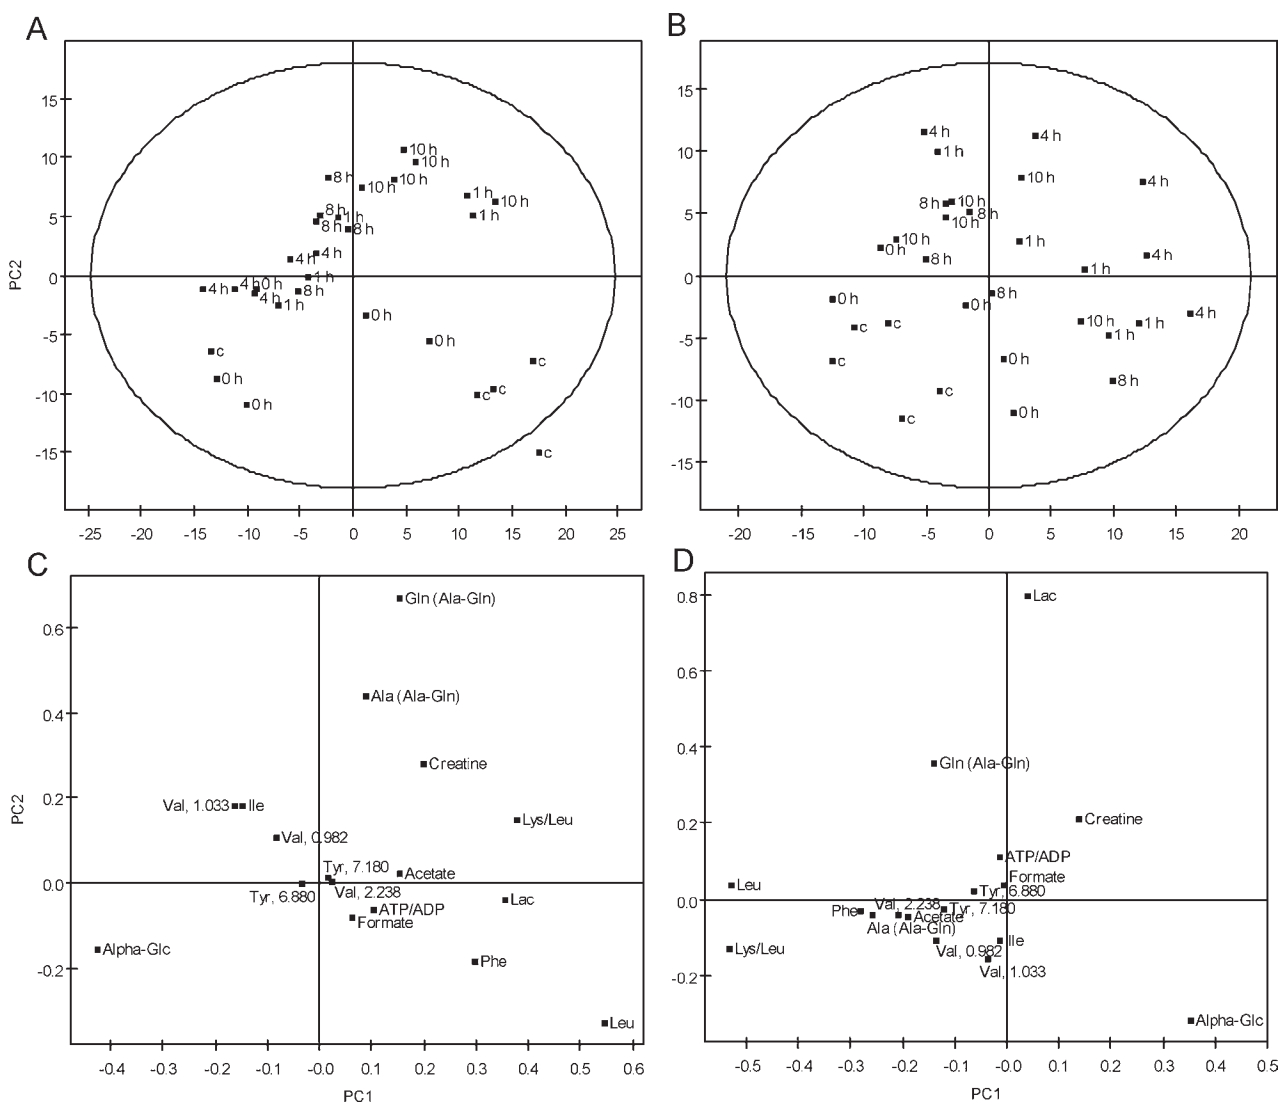 A
B
15
10
5
0
-5
-10
-15
PC2
10 h
10 h
8 h
10 h
10 h
1 h
10 h
8 h
1 h
1 h
8 h
8 h
4 h
4 h
1 h
4 h
4 h
0 h
4 h
8 h
1 h
0 h
0 h
c
c
0 h
c
c
0 h
c
-25
-20
-15
-10
-5
0
5
10
15
20
25
15
10
5
0
-5
-10
-15
4 h
4 h
1 h
10 h
4 h
8 h
10 h
8 h
10 h
10 h
0 h
1 h
8 h
4 h
1 h
0 h
8 h
0 h
4 h
c
c
10 h
1 h
1 h
c
0 h
8 h
c
c
0 h
-20
-15
-10
-5
0
5
10
15
20
C
D
0.6
0.4
0.2
0.0
-0.2
PC2
Gln (Ala-Gln)
Ala (Ala-Gln)
Creatine
Val, 1.033
Ile
Lys/Leu
Val, 0.982
Tyr, 7.180
Acetate
Tyr, 6.880
Val, 2.238
Lac
ATP/ADP
Formate
Alpha-Glc
Phe
Leu
-0.4
-0.3
-0.2
-0.1
-0.0
0.1
0.2
0.3
0.4
0.5
0.6
PC1
0.8
0.6
0.4
0.2
0.0
-0.2
Lac
Gln (Ala-Gln)
Creatine
ATP/ADP
Formate
Leu
Tyr, 6.880
Phe
Val, 2.238
Tyr, 7.180
Acetate
Ala (Ala-Gln)
Lys/Leu
Val, 0.982
Ile
Val, 1.033
Alpha-Glc
-0.5
-0.4
-0.3
-0.2
-0.1
-0.0
0.1
0.2
0.3
0.4
0.5
PC1